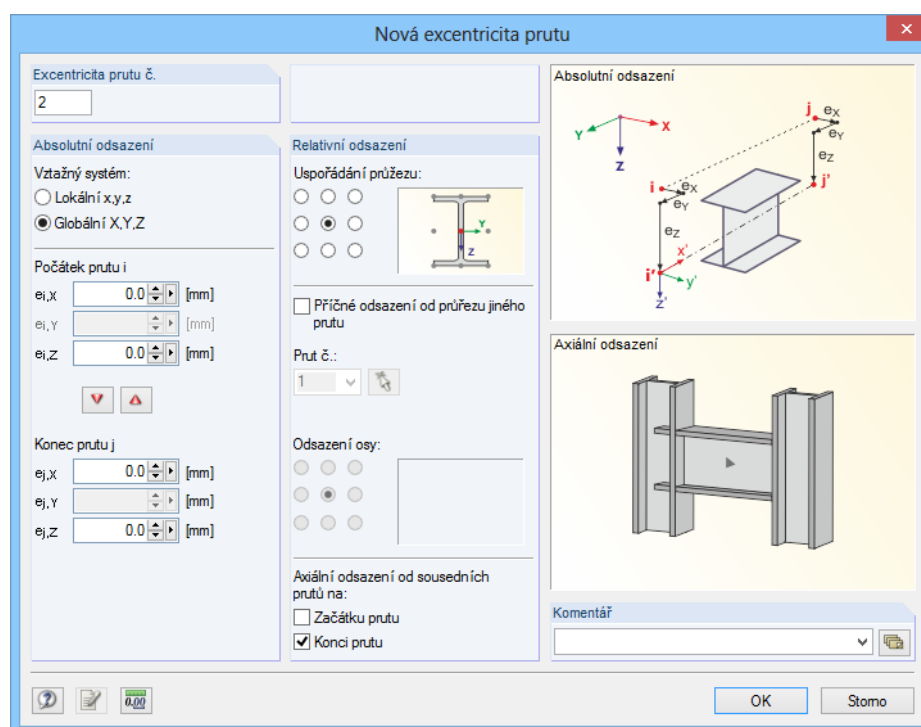 Nová excentricita prutu
Excentricita prutu č.
2
Absolutní odsazení
Vztažný systém:
Lokální x,y,z
Globální X,Y,Z
Počátek prutu i
ei,X 0.0 [mm]
ei,Y [mm]
ei,Z 0.0 [mm]
Konec prutu j
ej,X 0.0 [mm]
ej,Y [mm]
ej,Z 0.0 [mm]
Relativní odsazení
Uspořádání průžezu:
Y
Z
Příčné odsazení od průřezu jiného
prutu
Prut č.:
1
Odsazení osy:
Axiální odsazení od sousedních
prutů na:
Začátku prutu
Konci prutu
Absolutní odsazení
j eX
eY
Y X
Z
eZ
i eX
eY
j'
eZ
x'
i'
y'
z'
Axiální odsazení
Komentář
0.00
OK Storno